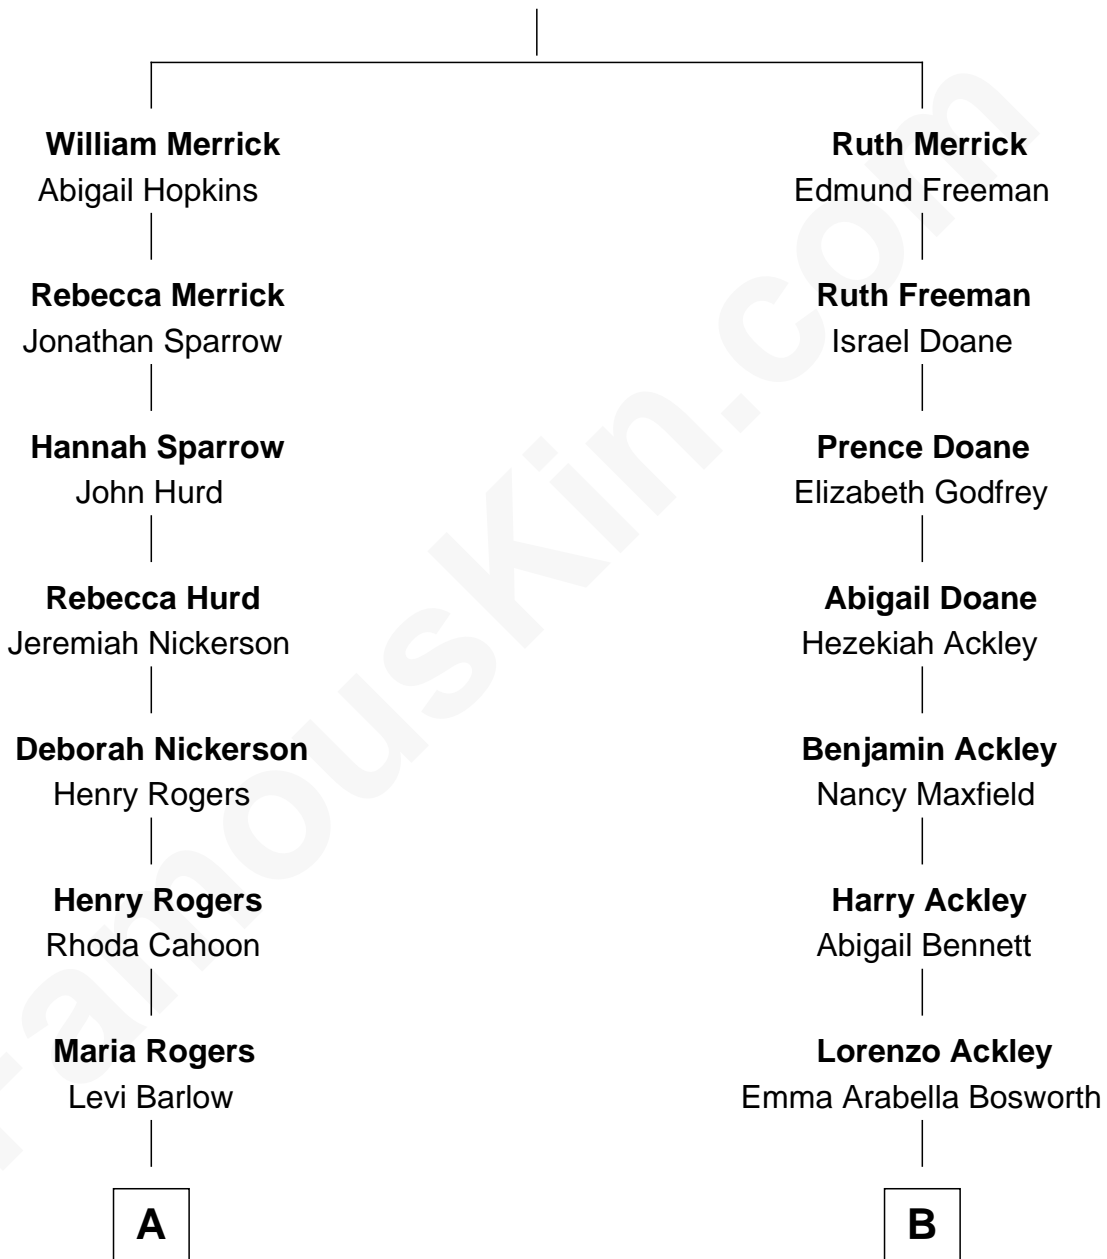 William Merrick
Abigail Hopkins
Ruth Merrick
Edmund Freeman
Rebecca Merrick
Jonathan Sparrow
Ruth Freeman
Israel Doane
Hannah Sparrow
John Hurd
Prence Doane
Elizabeth Godfrey
Rebecca Hurd
Jeremiah Nickerson
Abigail Doane
Hezekiah Ackley
Deborah Nickerson
Henry Rogers
Benjamin Ackley
Nancy Maxfield
Henry Rogers
Rhoda Cahoon
Harry Ackley
Abigail Bennett
Maria Rogers
Levi Barlow
Lorenzo Ackley
Emma Arabella Bosworth
A
B
FamousKin.com